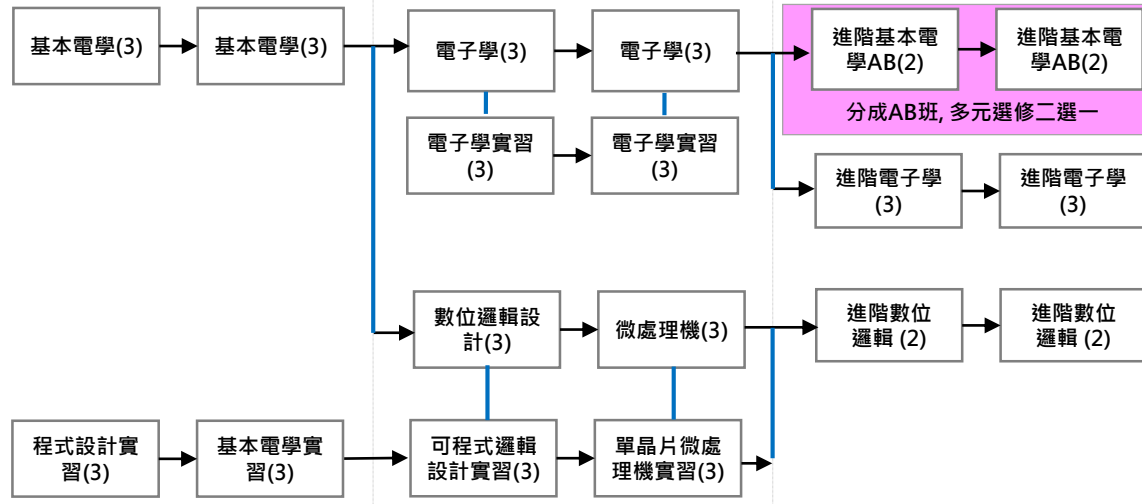 基本電學(3)
基本電學(3)
電子學(3)
電子學(3)
進階基本電
學AB(2)
進階基本電
學AB(2)
分成AB班, 多元選修二選一
電子學實習
(3)
電子學實習
(3)
進階電子學
(3)
進階電子學
(3)
數位邏輯設
計(3)
微處理機(3)
進階數位
邏輯 (2)
進階數位
邏輯 (2)
程式設計實
習(3)
基本電學實
習(3)
可程式邏輯
設計實習(3)
單晶片微處
理機實習(3)